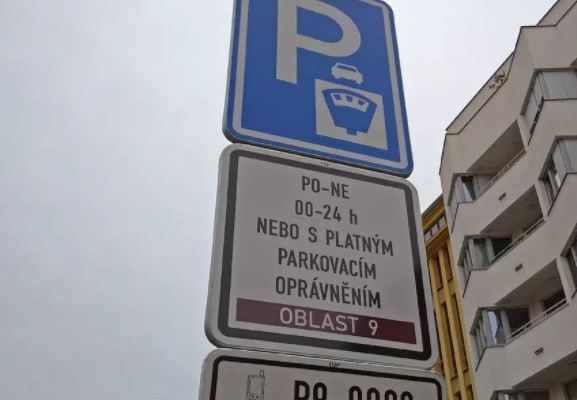 P
PO-NE
00-24 h
NEBO S PLATNÝM
PARKOVACÍM
OPRÁVNĚNÍM
OBLAST 9